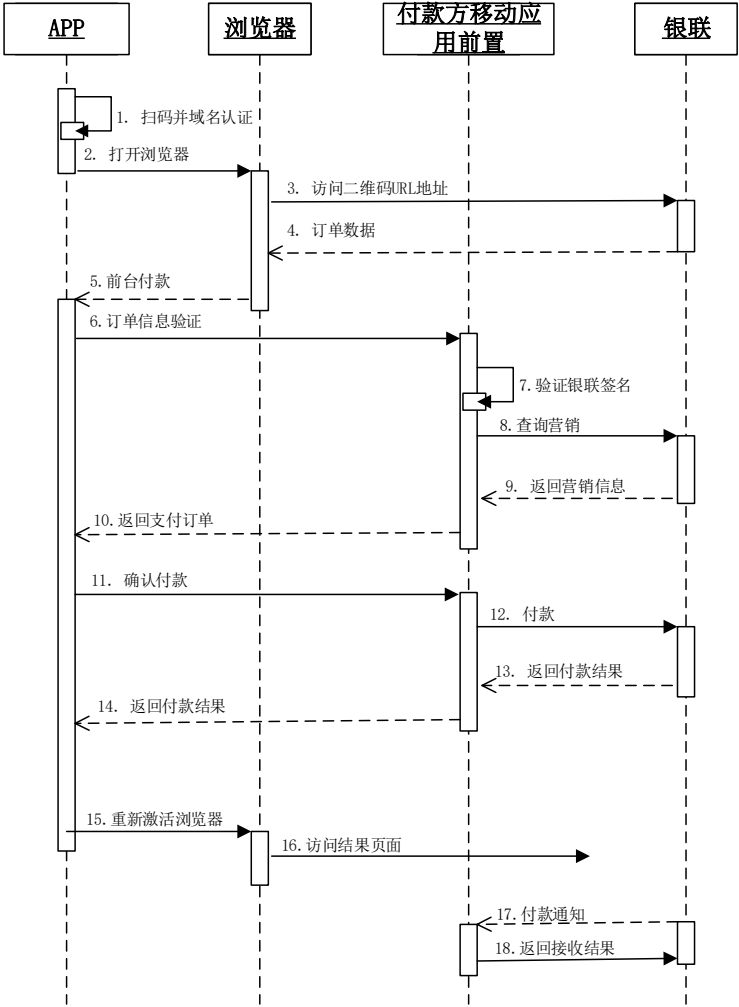 APP
浏览器
付款方移动应
用前置
银联
1. 扫码并域名认证
2. 打开浏览器
3. 访问二维码URL地址
4. 订单数据
5.前台付款
6.订单信息验证
7.验证银联签名
8.查询营销
9. 返回营销信息
10.返回支付订单
11. 确认付款
12. 付款
13. 返回付款结果
14. 返回付款结果
15.重新激活浏览器
16.访问结果页面
17.付款通知
18.返回接收结果